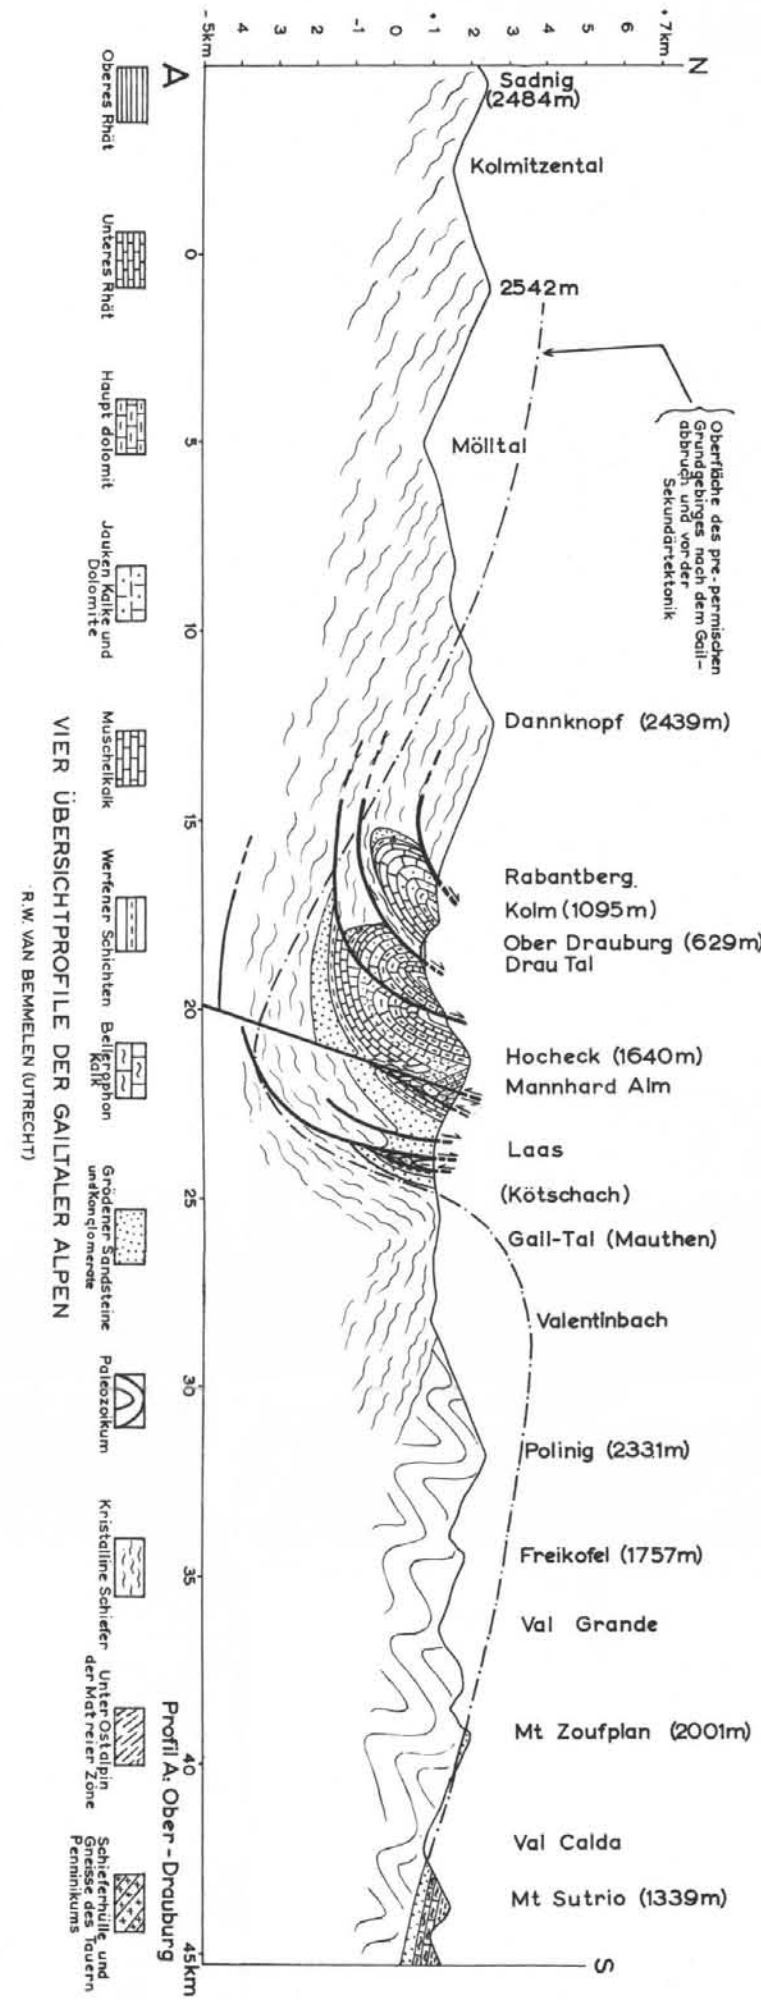 N
+7km
6
5
4
3
2
+1
0
1
2
3
4
-5km
A
Sadnig
(2484m)
Kolmitzental
2542m
Mölltal
Oberfläche des pre-permischen
Grundgebirges nach dem Gail-
abbruch und vor der
Sekundärtektonik
Dannknopf (2439m)
Rabantberg.
Kolm (1095m)
Ober Drauburg (629m)
Drau Tal
Hocheck (1640m)
Mannhard Alm
Laas
(Kötschach)
Gail-Tal (Mauthen)
Valentinbach
Polinig (2331m)
Freikofel (1757m)
Val Grande
Mt Zoufplan (2001m)
Val Calda
Mt Sutrio (1339m)
S
0
5
10
15
20
25
30
35
40
45km
Profil A: Ober-Drauburg
Oberes Rhät
Unteres Rhät
Haupt dolomit
Jauken Kalke und
Dolomite
Muschelkalk
Werfener Schichten
Bellerophon
Kalk
Grödener Sandsteine
und Konglomerate
Paleozoikum
Kristalline Schiefer
Unter Ostalpin
der Matreier Zone
Schieferhülle und
Gneisse des Tauern
Penninikums
VIER ÜBERSICHTPROFILE DER GAILTALER ALPEN
R.W. VAN BEMMELEN (UTRECHT)